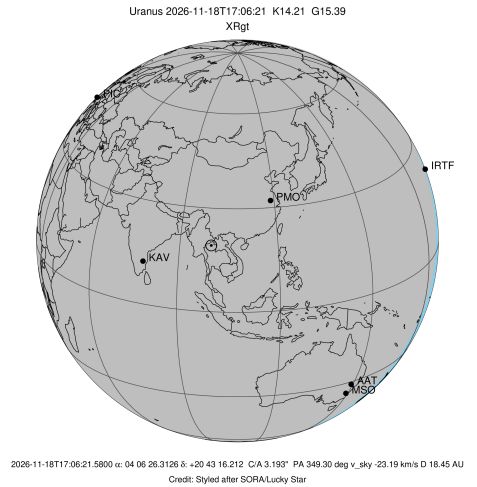 Uranus 2026-11-18T17:06:21 K14.21 G15.39
XRgt
PIC
IRTF
PMO
KAV
AAT
MSO
2026-11-18T17:06:21.5800 α: 04 06 26.3126 δ: +20 43 16.212 C/A 3.193" PA 349.30 deg v_sky -23.19 km/s D 18.45 AU
Credit: Styled after SORA/Lucky Star